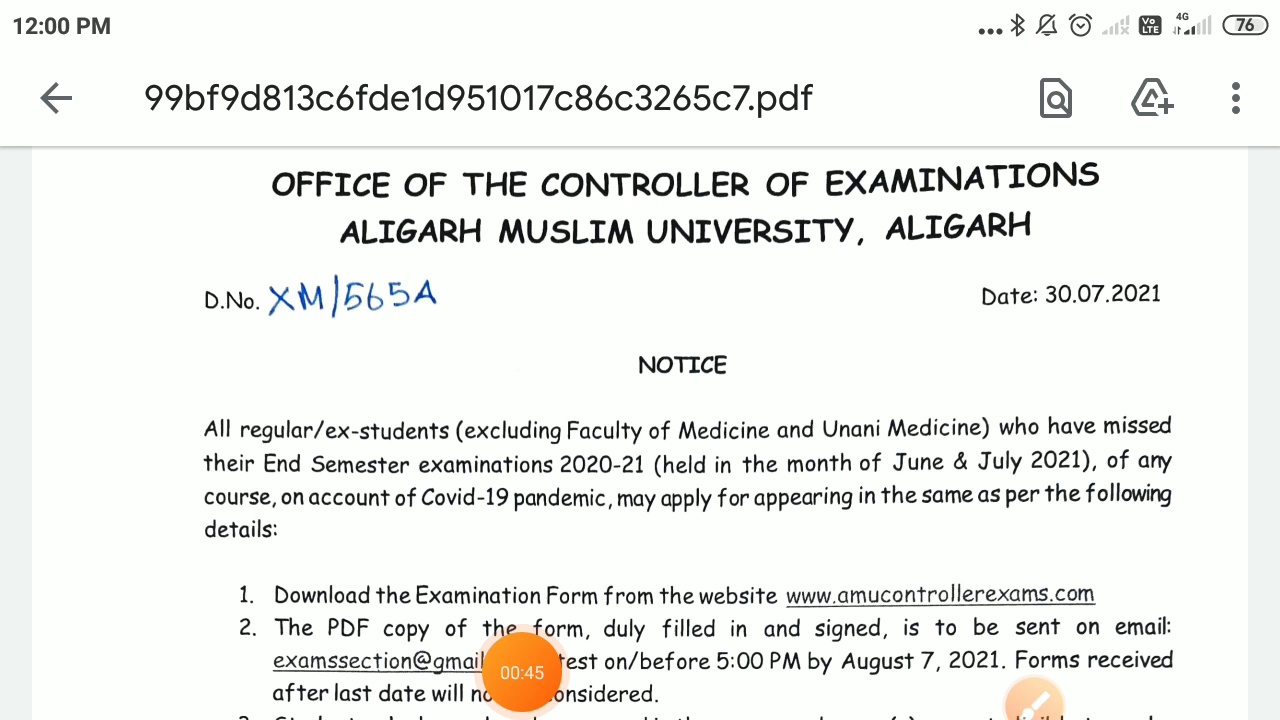 12:00 PM
Vo LTE 4G 76
99bf9d813c6fde1d951017c86c3265c7.pdf
OFFICE OF THE CONTROLLER OF EXAMINATIONS
ALIGARH MUSLIM UNIVERSITY, ALIGARH
D.No. XM/565A Date: 30.07.2021
NOTICE
All regular/ex-students (excluding Faculty of Medicine and Unani Medicine) who have missed
their End Semester examinations 2020-21 (held in the month of June & July 2021), of any
course, on account of Covid-19 pandemic, may apply for appearing in the same as per the following
details:
1. Download the Examination Form from the website www.amucontrollerexams.com
2. The PDF copy of the form, duly filled in and signed, is to be sent on email:
examssection@gmail on/before 5:00 PM by August 7, 2021. Forms received
00:45
after last date will considered.